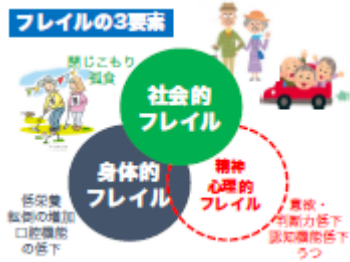 フレイルの3要素
閉じこもり
孤食
社会的
フレイル
身体的
フレイル
精神
心理的
フレイル
低栄養
転倒の増加
口腔機能
の低下
意欲・
判断力低下
認知機能低下
うつ